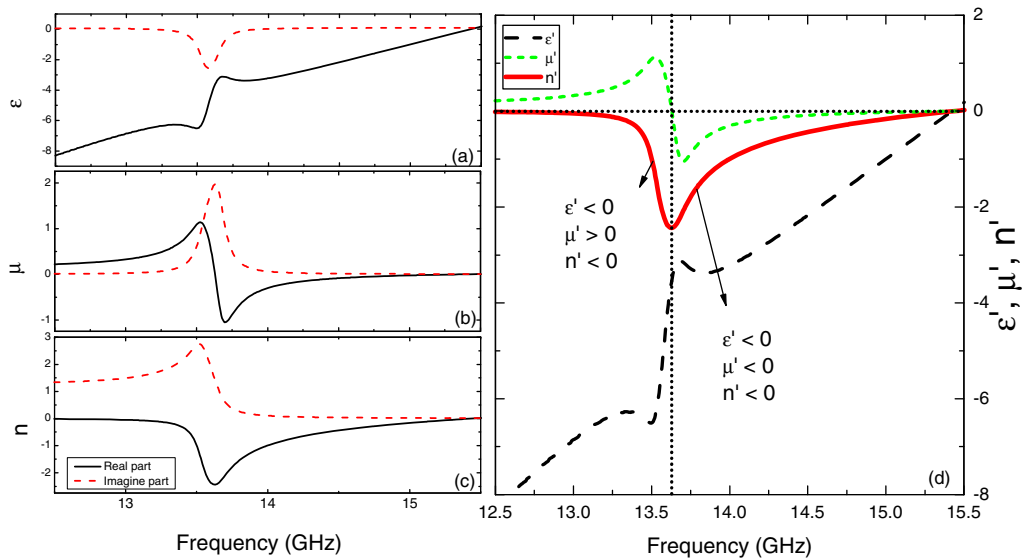 0
-2
-4
-6
-8
ε
(a)
2
1
0
-1
μ
(b)
3
2
1
0
-1
-2
n
Real part
Imagine part
(c)
13
14
15
Frequency (GHz)
ε'
μ'
n'
ε' < 0
μ' > 0
n' < 0
ε' < 0
μ' < 0
n' < 0
(d)
2
0
-2
-4
-6
-8
ε', μ', n'
12.5 13.0 13.5 14.0 14.5 15.0 15.5
Frequency (GHz)